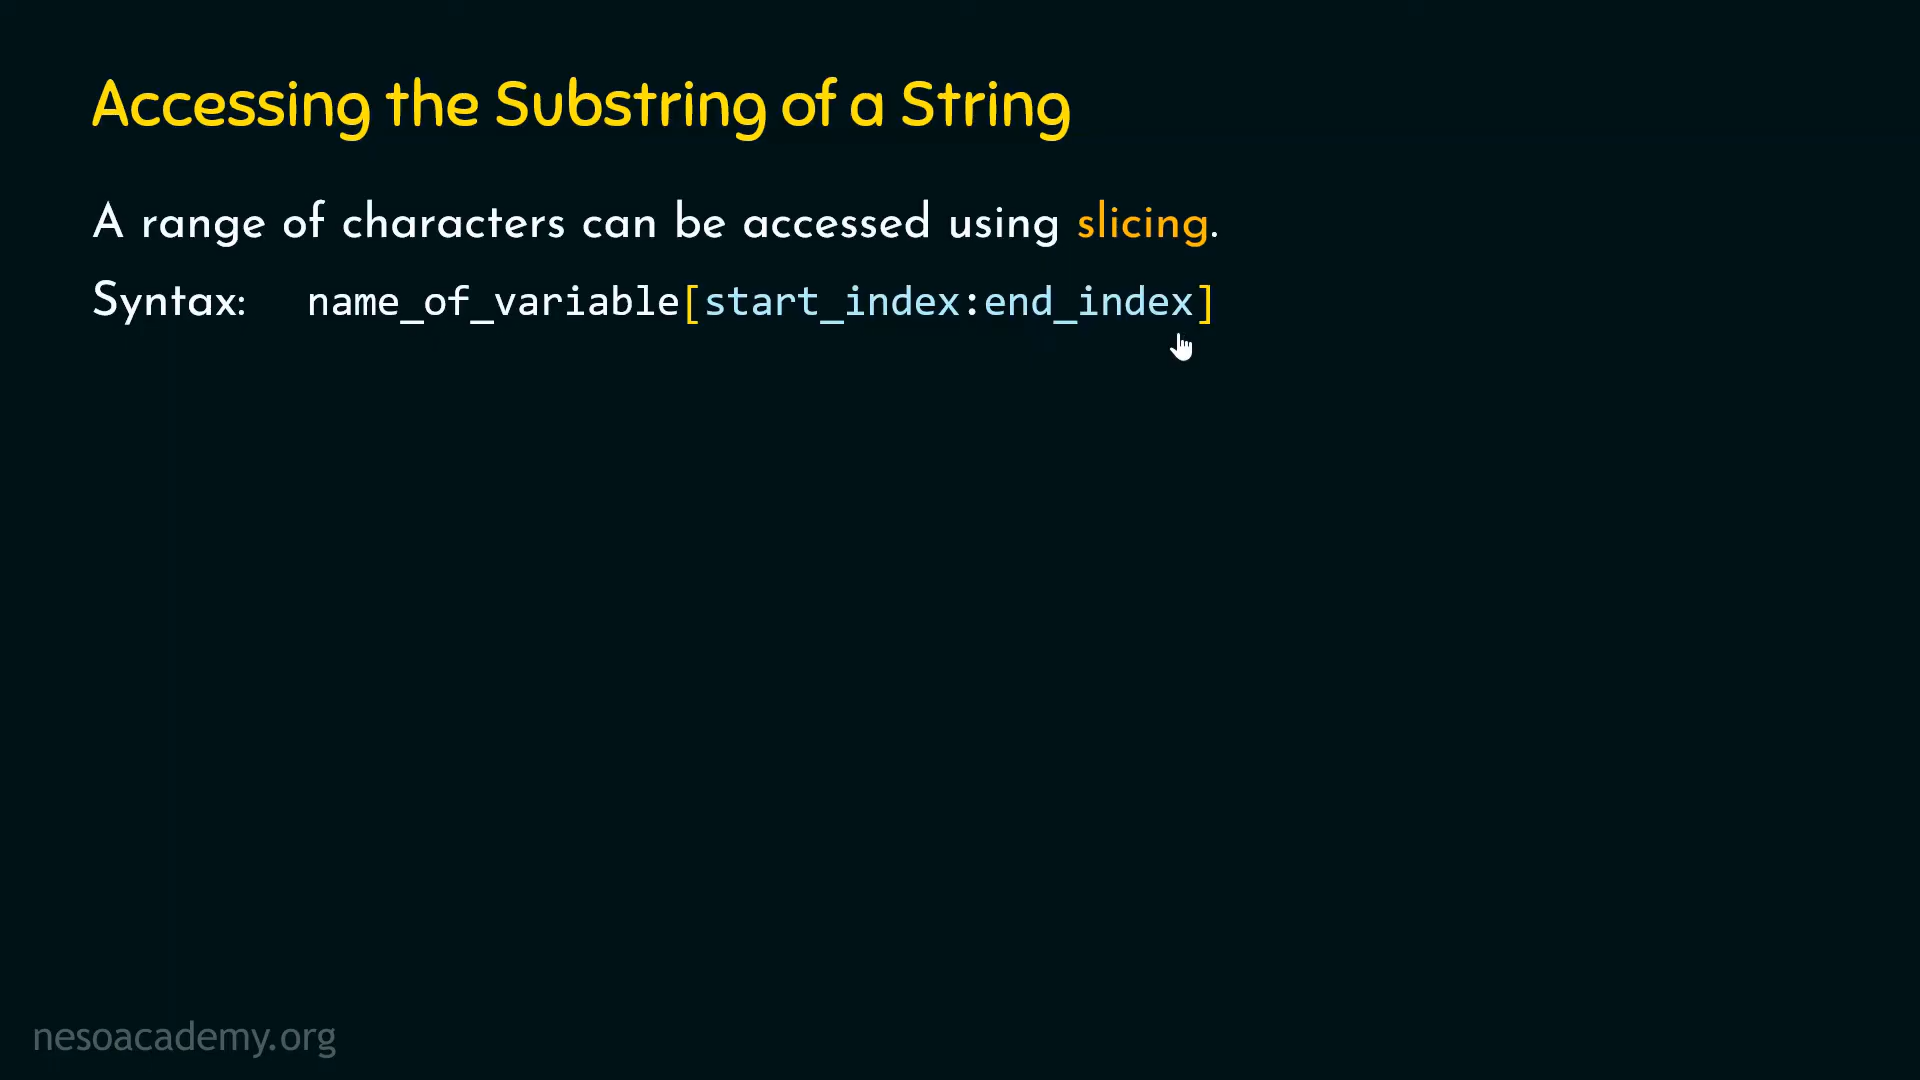 Accessing the Substring of a String
A range of characters can be accessed using slicing.
Syntax: name_of_variable[start_index:end_index]
nesoacademy.org